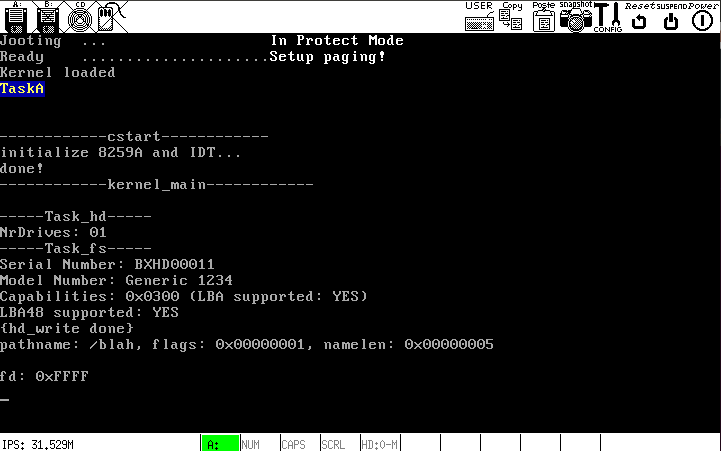 A: B: CD USER Copy Paste snapshot CONFIG Reset SUSPEND Power
Jooting ... In Protect Mode
Ready .....................Setup paging!
Kernel loaded
TaskA
------------cstart------------
initialize 8259A and IDT...
done!
------------kernel_main------------
-----Task_hd-----
NrDrives: 01
-----Task_fs-----
Serial Number: BXHD00011
Model Number: Generic 1234
Capabilities: 0x0300 (LBA supported: YES)
LBA48 supported: YES
{hd_write done}
pathname: /blah, flags: 0x00000001, namelen: 0x00000005
fd: 0xFFFF
_
IPS: 31.529M A: NUM CAPS SCRL HD:0-M